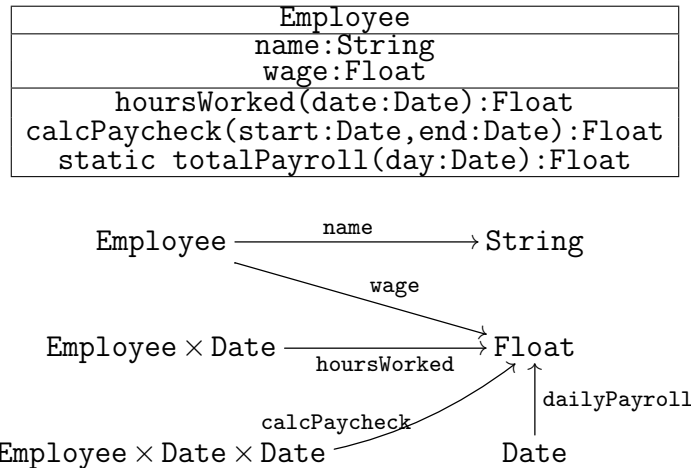 Employee
name:String
wage:Float
hoursWorked(date:Date):Float
calcPaycheck(start:Date,end:Date):Float
static totalPayroll(day:Date):Float
name
Employee String
wage
Employee × Date Float
hoursWorked
dailyPayroll
calcPaycheck
Employee × Date × Date Date